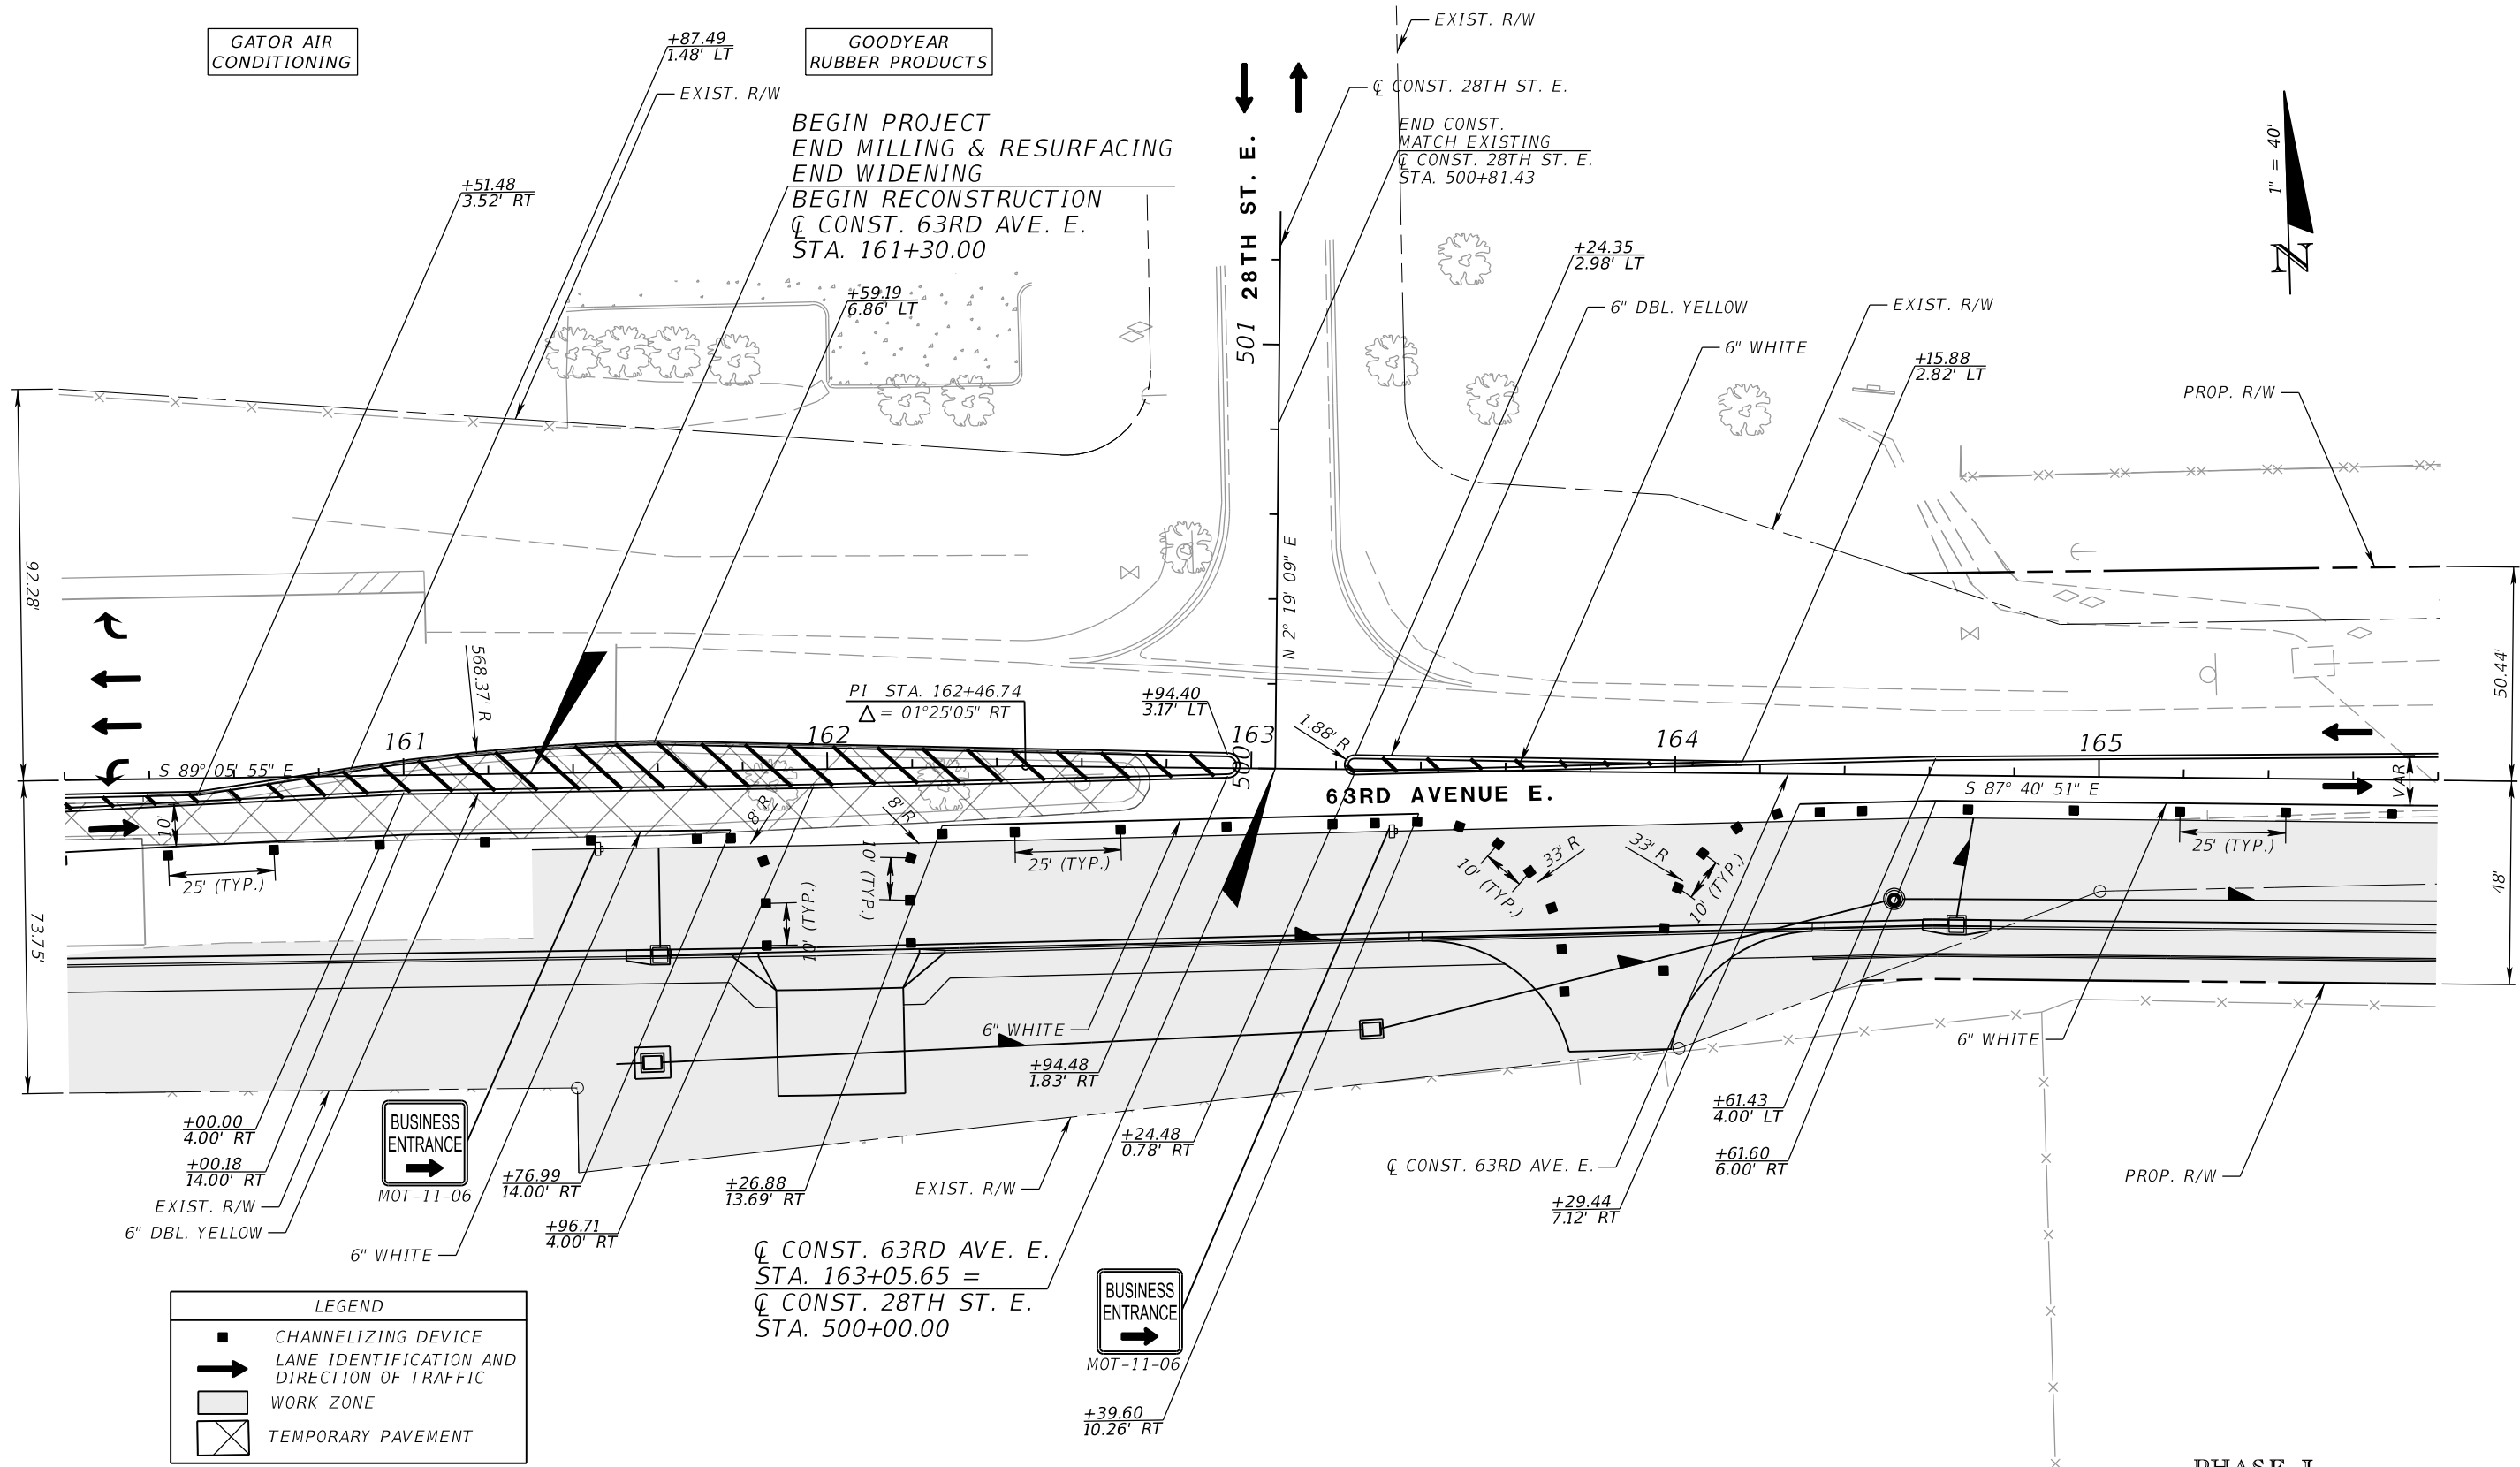 GATOR AIR
CONDITIONING
+87.49
1.48' LT
EXIST. R/W
GOODYEAR
RUBBER PRODUCTS
EXIST. R/W
℄ CONST. 28TH ST. E.
BEGIN PROJECT
END MILLING & RESURFACING
END WIDENING
BEGIN RECONSTRUCTION
℄ CONST. 63RD AVE. E.
STA. 161+30.00
END CONST.
MATCH EXISTING
℄ CONST. 28TH ST. E.
STA. 500+81.43
1" = 40'
N
+51.48
3.52' RT
28TH ST. E.
501
+59.19
6.86' LT
+24.35
2.98' LT
6" DBL. YELLOW
6" WHITE
EXIST. R/W
+15.88
2.82' LT
PROP. R/W
92.28'
568.37' R
N 2° 19' 09" E
50.44'
PI STA. 162+46.74
Δ = 01°25'05" RT
+94.40
3.17' LT
1.88' R
161
162
163
164
165
500
S 89° 05' 55" E
63RD AVENUE E.
S 87° 40' 51" E
VAR
10'
8' R
8' R
25' (TYP.)
10' (TYP.)
10' (TYP.)
25' (TYP.)
10' (TYP.)
33' R
33' R
10' (TYP.)
25' (TYP.)
73.75'
48'
6" WHITE
6" WHITE
+94.48
1.83' RT
+00.00
4.00' RT
+00.18
14.00' RT
EXIST. R/W
6" DBL. YELLOW
BUSINESS
ENTRANCE
MOT-11-06
6" WHITE
+76.99
14.00' RT
+96.71
4.00' RT
+26.88
13.69' RT
EXIST. R/W
+24.48
0.78' RT
℄ CONST. 63RD AVE. E.
+29.44
7.12' RT
+61.43
4.00' LT
+61.60
6.00' RT
PROP. R/W
℄ CONST. 63RD AVE. E.
STA. 163+05.65 =
℄ CONST. 28TH ST. E.
STA. 500+00.00
BUSINESS
ENTRANCE
MOT-11-06
+39.60
10.26' RT
LEGEND
CHANNELIZING DEVICE
LANE IDENTIFICATION AND
DIRECTION OF TRAFFIC
WORK ZONE
TEMPORARY PAVEMENT
PHASE I